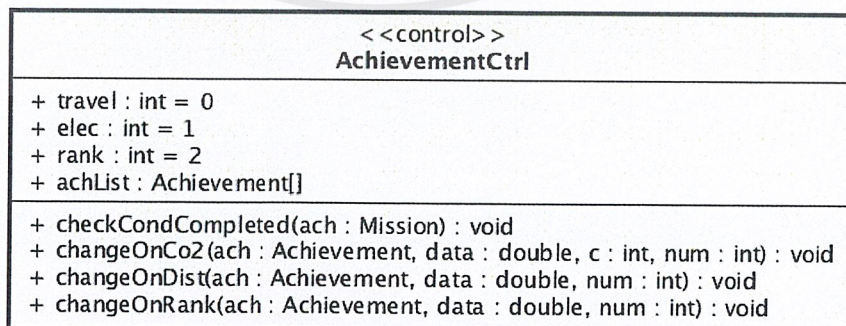 < <control> >
AchievementCtrl
+ travel : int = 0
+ elec : int = 1
+ rank : int = 2
+ achList : Achievement[]
+ checkCondCompleted(ach : Mission) : void
+ changeOnCo2(ach : Achievement, data : double, c : int, num : int) : void
+ changeOnDist(ach : Achievement, data : double, num : int) : void
+ changeOnRank(ach : Achievement, data : double, num : int) : void